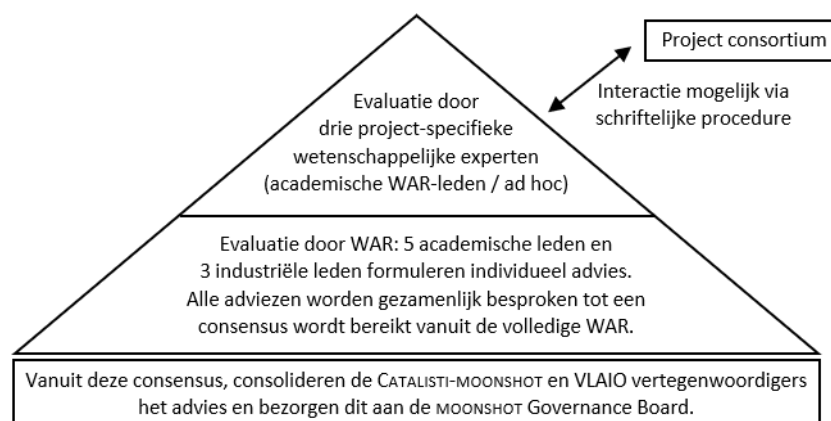 Project consortium
Interactie mogelijk via
schriftelijke procedure
Evaluatie door
drie project-specifieke
wetenschappelijke experten
(academische WAR-leden / ad hoc)
Evaluatie door WAR: 5 academische leden en
3 industriële leden formuleren individueel advies.
Alle adviezen worden gezamenlijk besproken tot een
consensus wordt bereikt vanuit de volledige WAR.
Vanuit deze consensus, consolideren de CATALISTI-MOONSHOT en VLAIO vertegenwoordigers
het advies en bezorgen dit aan de MOONSHOT Governance Board.